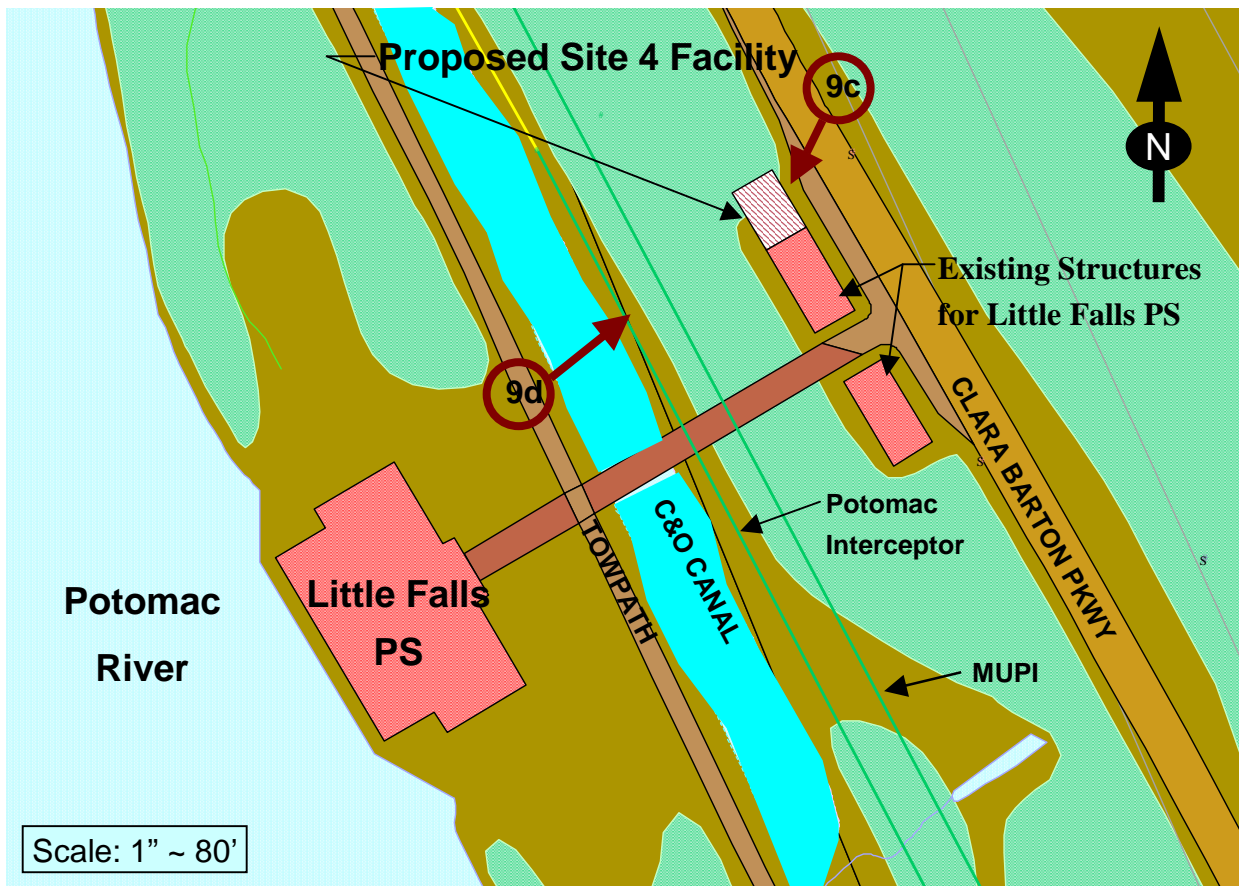 Proposed Site 4 Facility
9c
N
s
Existing Structures
for Little Falls PS
9d
s
CLARA BARTON PKWY
Potomac
Interceptor
C&O CANAL
TOWPATH
s
Little Falls
PS
Potomac
River
MUPI
Scale: 1” ~ 80’